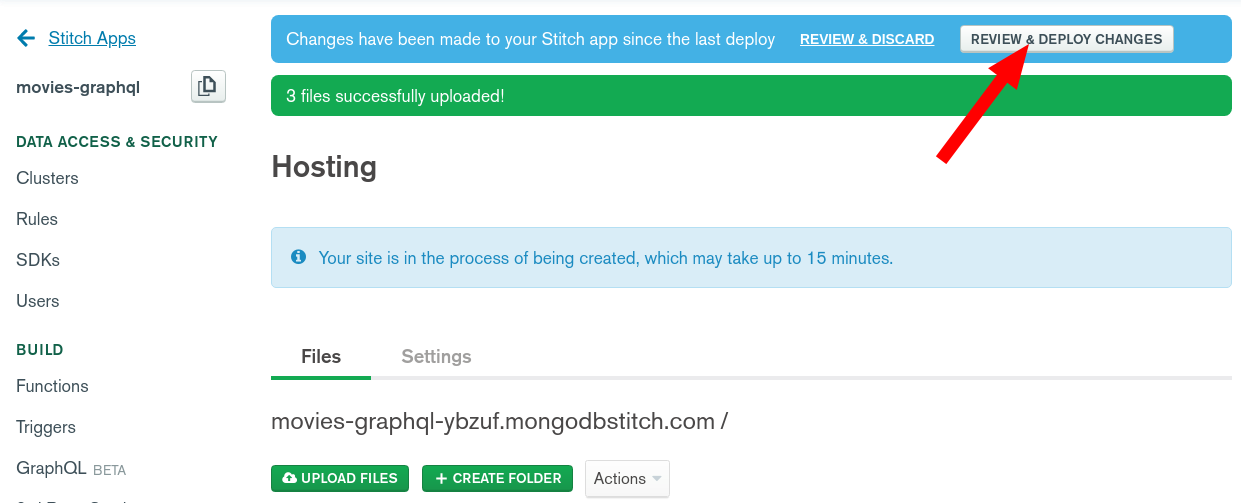 Stitch Apps
movies-graphql
DATA ACCESS & SECURITY
Clusters
Rules
SDKs
Users
BUILD
Functions
Triggers
GraphQL BETA
Changes have been made to your Stitch app since the last deploy REVIEW & DISCARD REVIEW & DEPLOY CHANGES
3 files successfully uploaded!
Hosting
Your site is in the process of being created, which may take up to 15 minutes.
Files Settings
movies-graphql-ybzuf.mongodbstitch.com /
UPLOAD FILES + CREATE FOLDER Actions